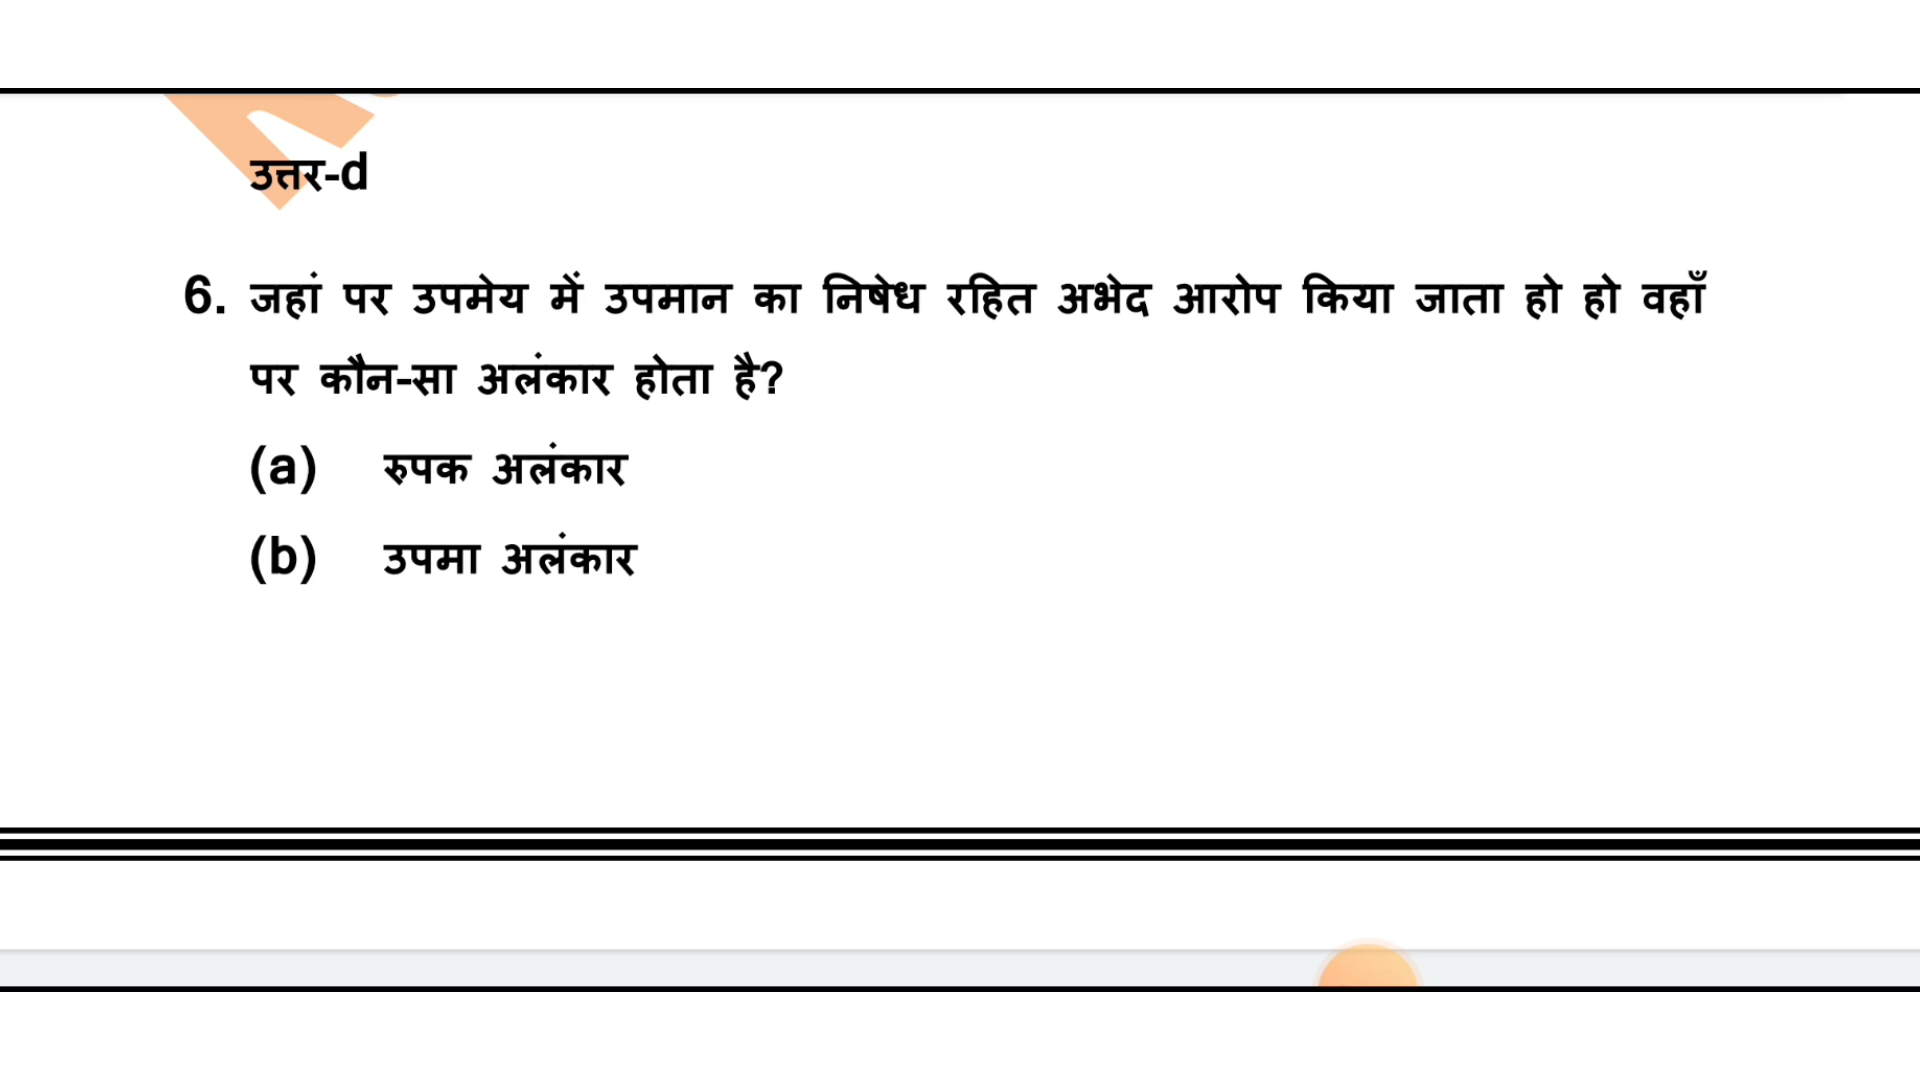 उत्तर-d
6. जहां पर उपमेय में उपमान का निषेध रहित अभेद आरोप किया जाता हो हो वहाँ
पर कौन-सा अलंकार होता है?
(a) रुपक अलंकार
(b) उपमा अलंकार